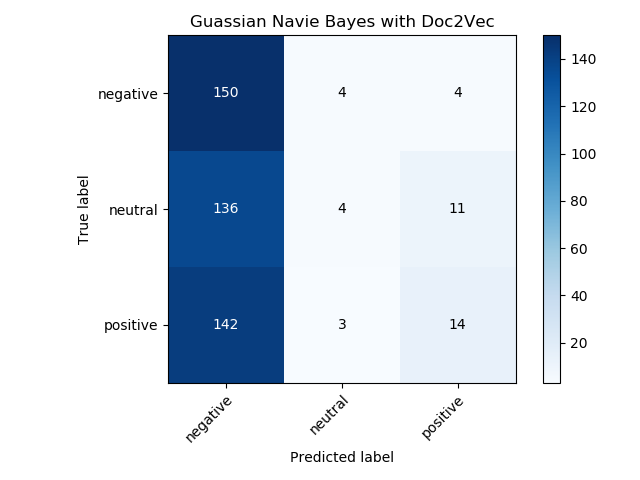 Guassian Navie Bayes with Doc2Vec
True label
negative 150 4 4
neutral 136 4 11
positive 142 3 14
negative neutral positive
Predicted label
140
120
100
80
60
40
20